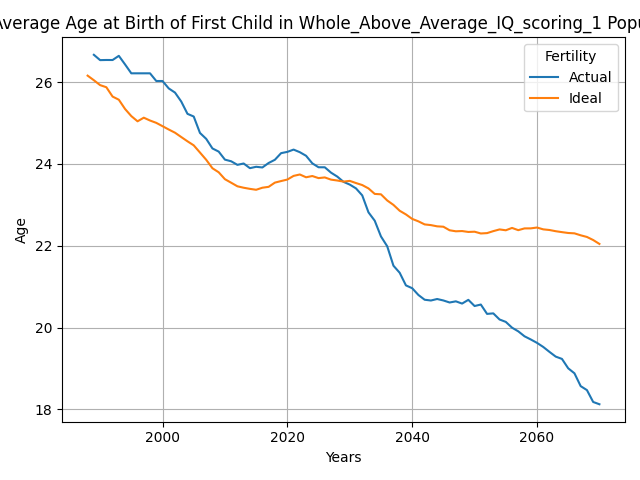 Average Age at Birth of First Child in Whole_Above_Average_IQ_scoring_1
Fertility
Actual
Ideal
26
24
22
20
18
Age
2000 2020 2040 2060
Years